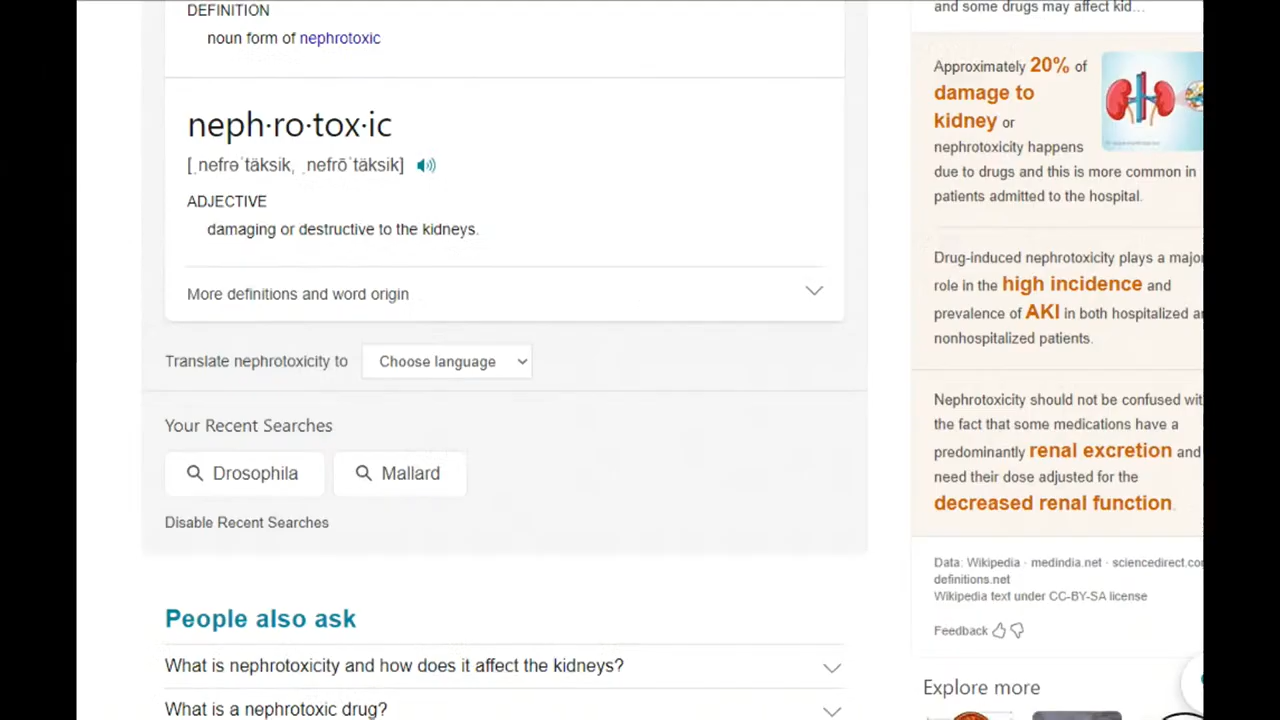 DEFINITION
noun form of nephrotoxic
neph·ro·tox·ic
[ˌnefrəˈtäksik, ˌnefrōˈtäksik]
ADJECTIVE
damaging or destructive to the kidneys.
More definitions and word origin
Translate nephrotoxicity to
Choose language
Your Recent Searches
Drosophila
Mallard
Disable Recent Searches
People also ask
What is nephrotoxicity and how does it affect the kidneys?
What is a nephrotoxic drug?
and some drugs may affect kid...
Approximately 20% of
damage to
kidney or
nephrotoxicity happens
due to drugs and this is more common in
patients admitted to the hospital.
Drug-induced nephrotoxicity plays a major
role in the high incidence and
prevalence of AKI in both hospitalized
nonhospitalized patients.
Nephrotoxicity should not be confused
the fact that some medications have a
predominantly renal excretion and
need their dose adjusted for the
decreased renal function.
Data: Wikipedia · medindia.net · sciencedirect.co
definitions.net
Wikipedia text under CC-BY-SA license
Feedback
Explore more